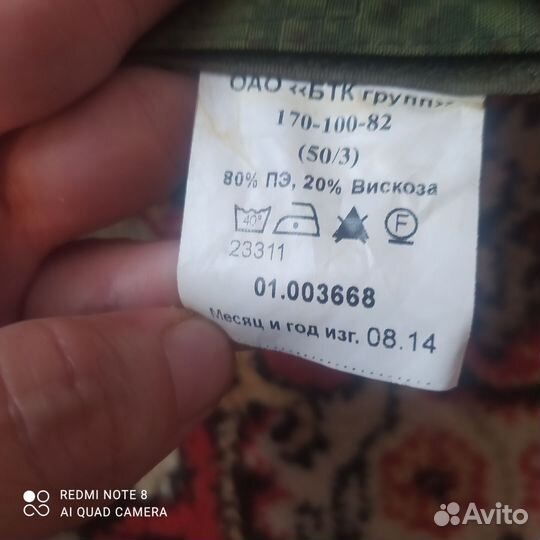 ОАО «БТК групп»
170-100-82
(50/3)
80% ПЭ, 20% Вискоза
40° F
23311
01.003668
Месяц и год изг. 08.14
REDMI NOTE 8
AI QUAD CAMERA
Avito